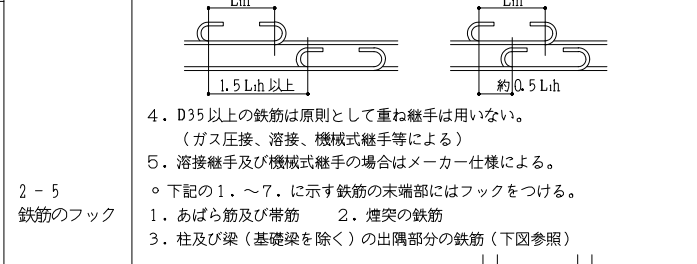 L₁h L₁h
1.5L₁h以上 約0.5L₁h
4．D35以上の鉄筋は原則として重ね継手は用いない。
（ガス圧接、溶接、機械式継手等による）
5．溶接継手及び機械式継手の場合はメーカー仕様による。
2－5 ∘下記の1．～7．に示す鉄筋の末端部にはフックをつける。
鉄筋のフック 1．あばら筋及び帯筋 2．煙突の鉄筋
3．柱及び梁（基礎梁を除く）の出隅部分の鉄筋（下図参照）